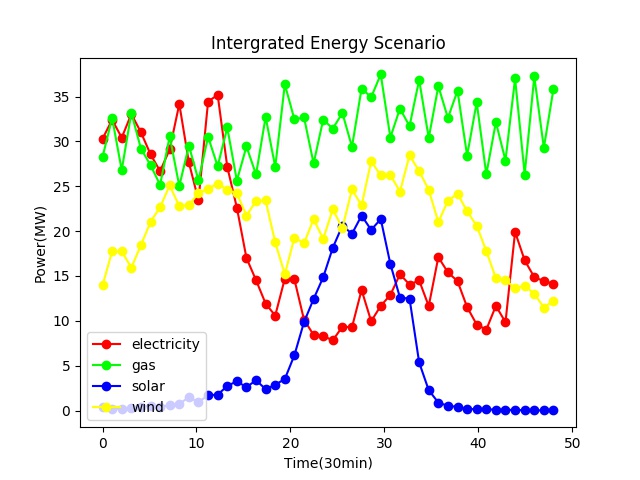 Intergrated Energy Scenario
Power(MW)
35
30
25
20
15
10
5
0
electricity
gas
solar
wind
0 10 20 30 40 50
Time(30min)